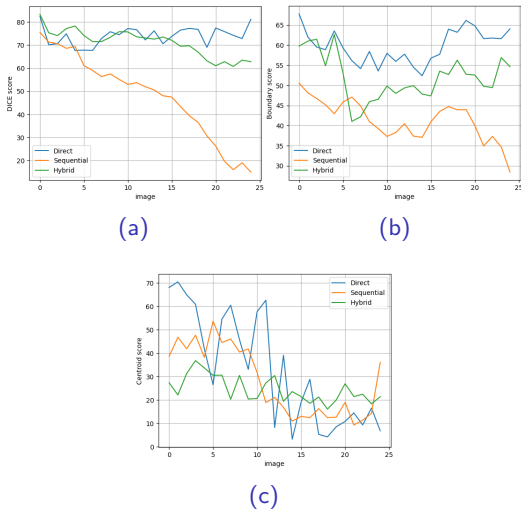 80
70
60
50
40
30
20
DICE score
0
5
10
15
20
25
image
Direct
Sequential
Hybrid
(a)
65
60
55
50
45
40
35
30
Boundary score
0
5
10
15
20
25
image
Direct
Sequential
Hybrid
(b)
70
60
50
40
30
20
10
0
Centroid score
0
5
10
15
20
25
image
Direct
Sequential
Hybrid
(c)